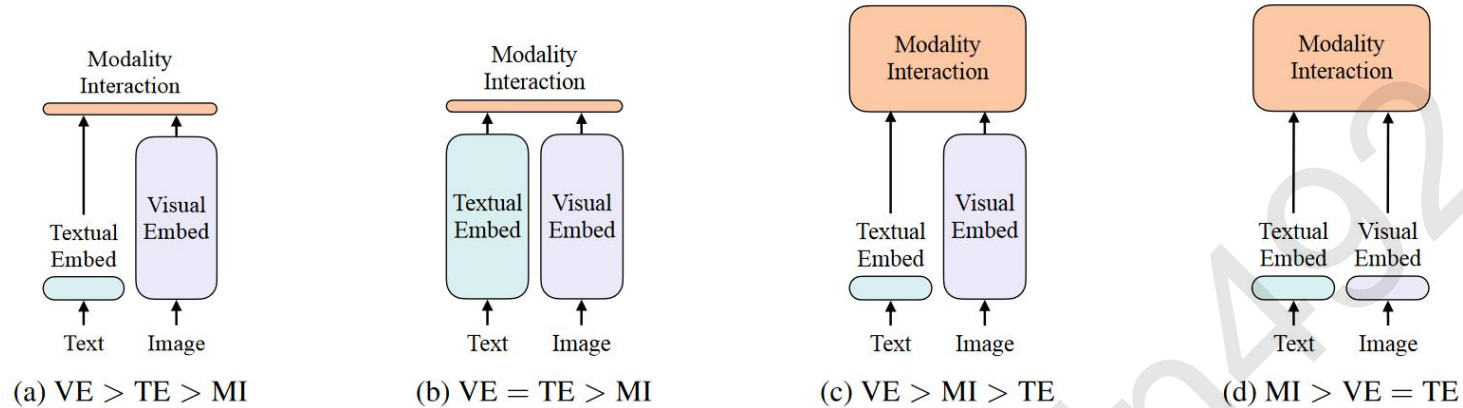 Modality
Interaction
Textual
Embed
Visual
Embed
Text
Image
(a) VE > TE > MI
Modality
Interaction
Textual
Embed
Visual
Embed
Text
Image
(b) VE = TE > MI
Modality
Interaction
Textual
Embed
Visual
Embed
Text
Image
(c) VE > MI > TE
Modality
Interaction
Textual
Embed
Visual
Embed
Text
Image
(d) MI > VE = TE